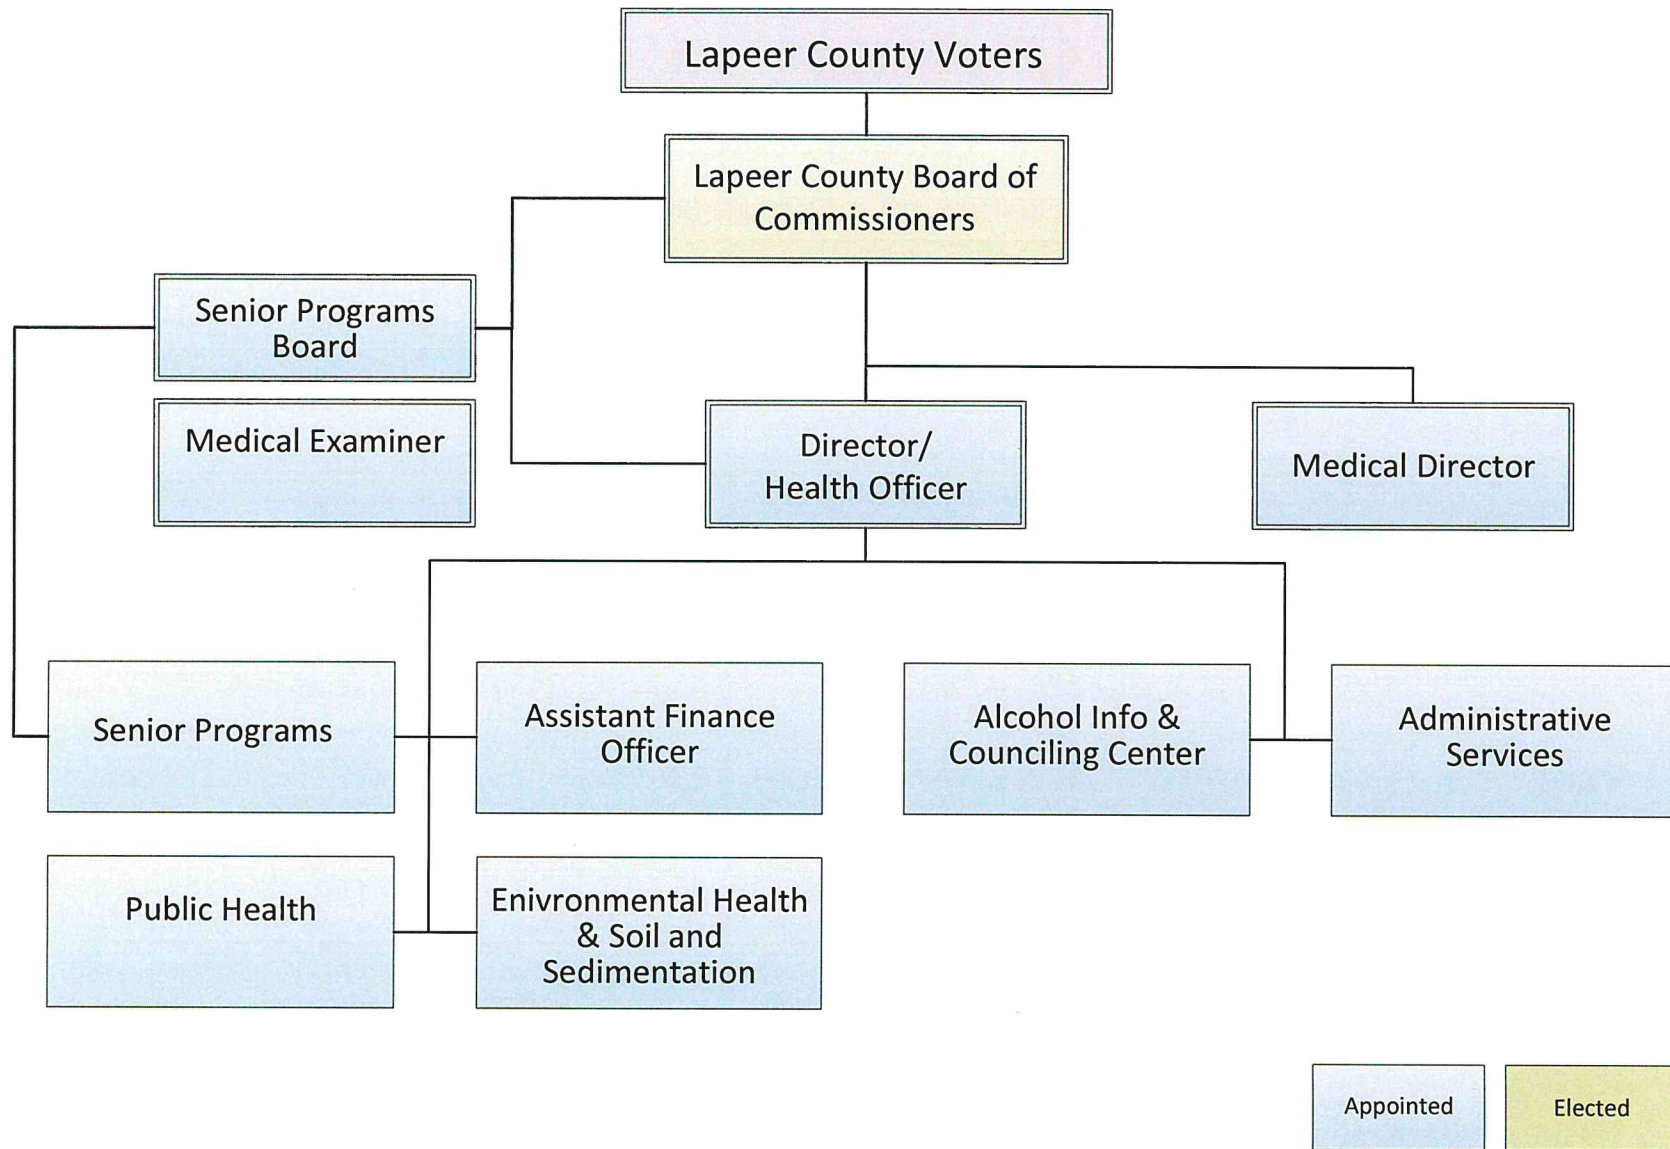 Lapeer County Voters
Lapeer County Board of
Commissioners
Senior Programs
Board
Medical Examiner
Director/
Health Officer
Medical Director
Senior Programs
Assistant Finance
Officer
Alcohol Info &
Counciling Center
Administrative
Services
Public Health
Enivronmental Health
& Soil and
Sedimentation
Appointed
Elected